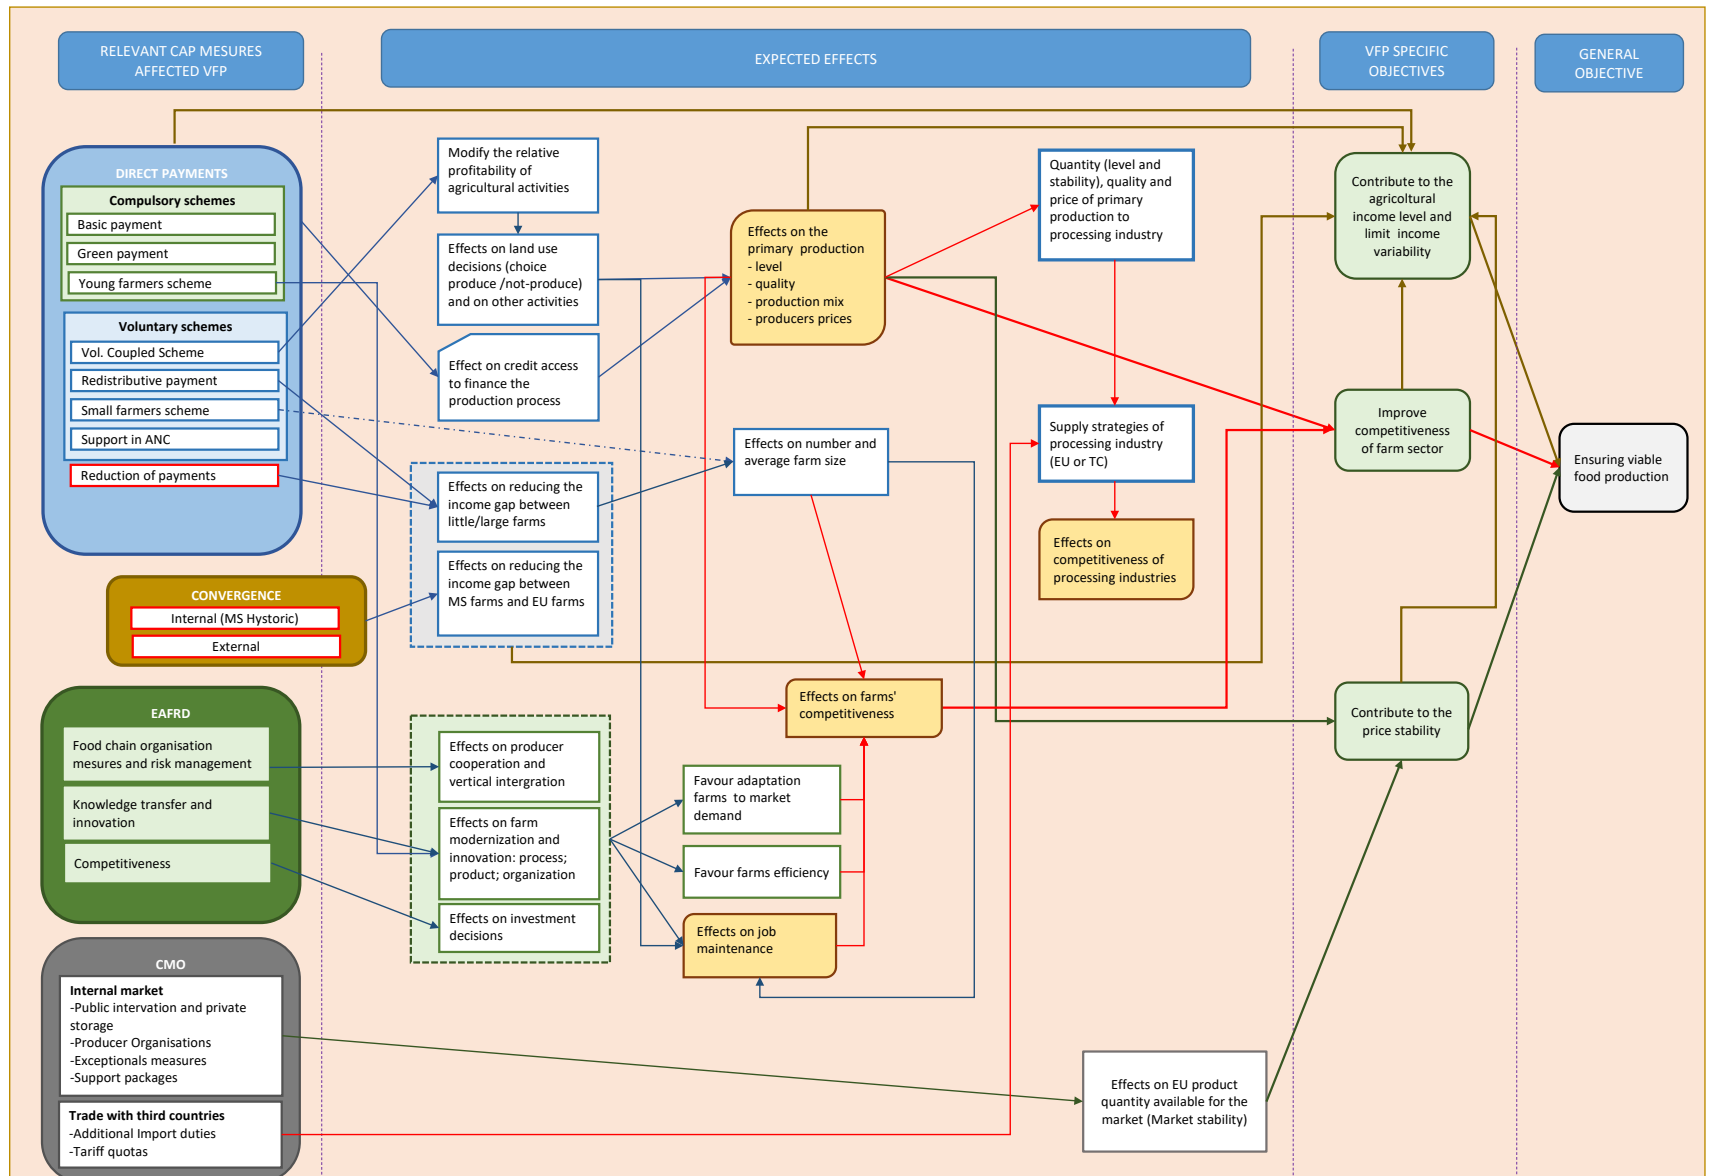 RELEVANT CAP MESURES
AFFECTED VFP
EXPECTED EFFECTS
VFP SPECIFIC
OBJECTIVES
GENERAL
OBJECTIVE
DIRECT PAYMENTS
Compulsory schemes
Basic payment
Green payment
Young farmers scheme
Voluntary schemes
Vol. Coupled Scheme
Redistributive payment
Small farmers scheme
Support in ANC
Reduction of payments
CONVERGENCE
Internal (MS Hystoric)
External
EAFRD
Food chain organisation
mesures and risk management
Knowledge transfer and
innovation
Competitiveness
CMO
Internal market
-Public intervation and private
storage
-Producer Organisations
-Exceptionals measures
-Support packages
Trade with third countries
-Additional Import duties
-Tariff quotas
Modify the relative
profitability of
agricultural activities
Effects on land use
decisions (choice
produce /not-produce)
and on other activities
Effect on credit access
to finance the
production process
Effects on reducing the
income gap between
little/large farms
Effects on reducing the
income gap between
MS farms and EU farms
Effects on producer
cooperation and
vertical intergration
Effects on farm
modernization and
innovation: process;
product; organization
Effects on investment
decisions
Effects on the
primary production
- level
- quality
- production mix
- producers prices
Effects on number and
average farm size
Effects on farms'
competitiveness
Favour adaptation
farms to market
demand
Favour farms efficiency
Effects on job
maintenance
Quantity (level and
stability), quality and
price of primary
production to
processing industry
Supply strategies of
processing industry
(EU or TC)
Effects on
competitiveness of
processing industries
Effects on EU product
quantity available for the
market (Market stability)
Contribute to the
agricoltural
income level and
limit income
variability
Improve
competitiveness
of farm sector
Contribute to the
price stability
Ensuring viable
food production